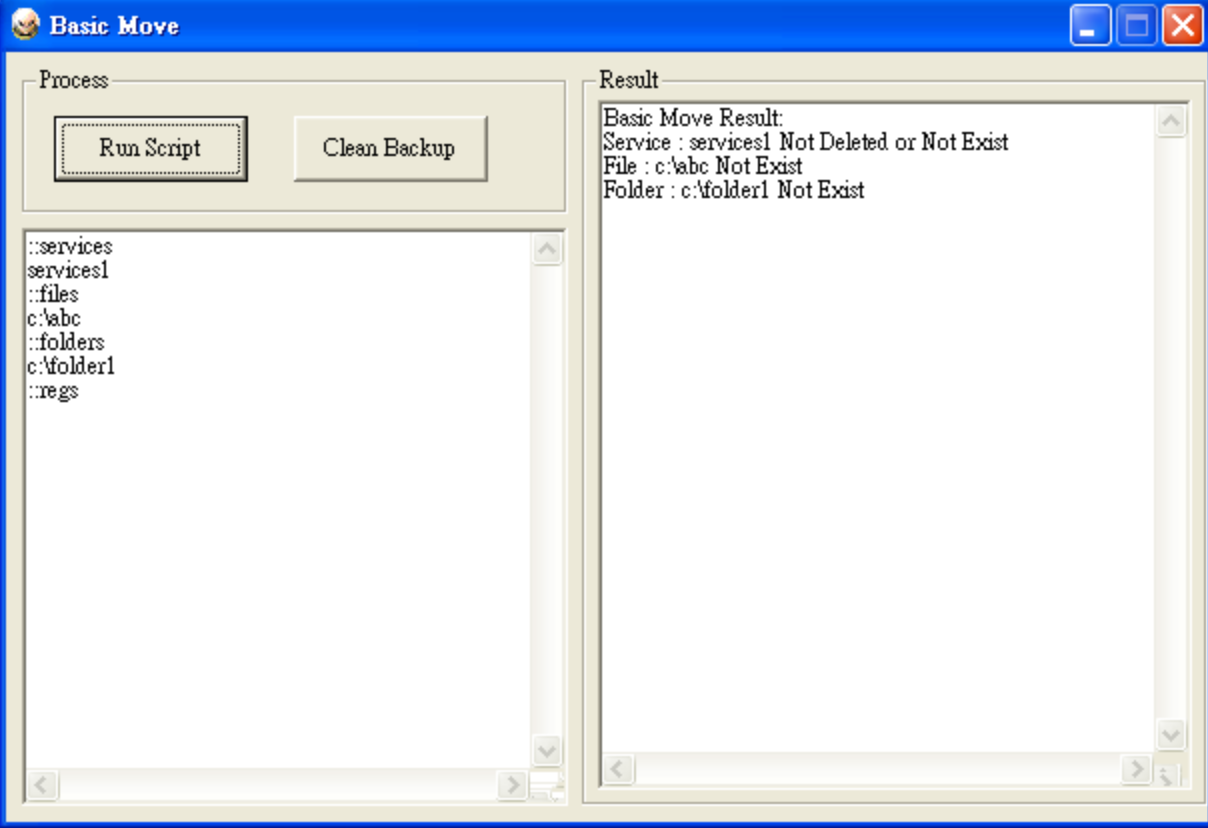 Basic Move
Process
Run Script
Clean Backup
::services
services1
::files
c:\abc
::folders
c:\folder1
::regs
Result
Basic Move Result:
Service : services1 Not Deleted or Not Exist
File : c:\abc Not Exist
Folder : c:\folder1 Not Exist